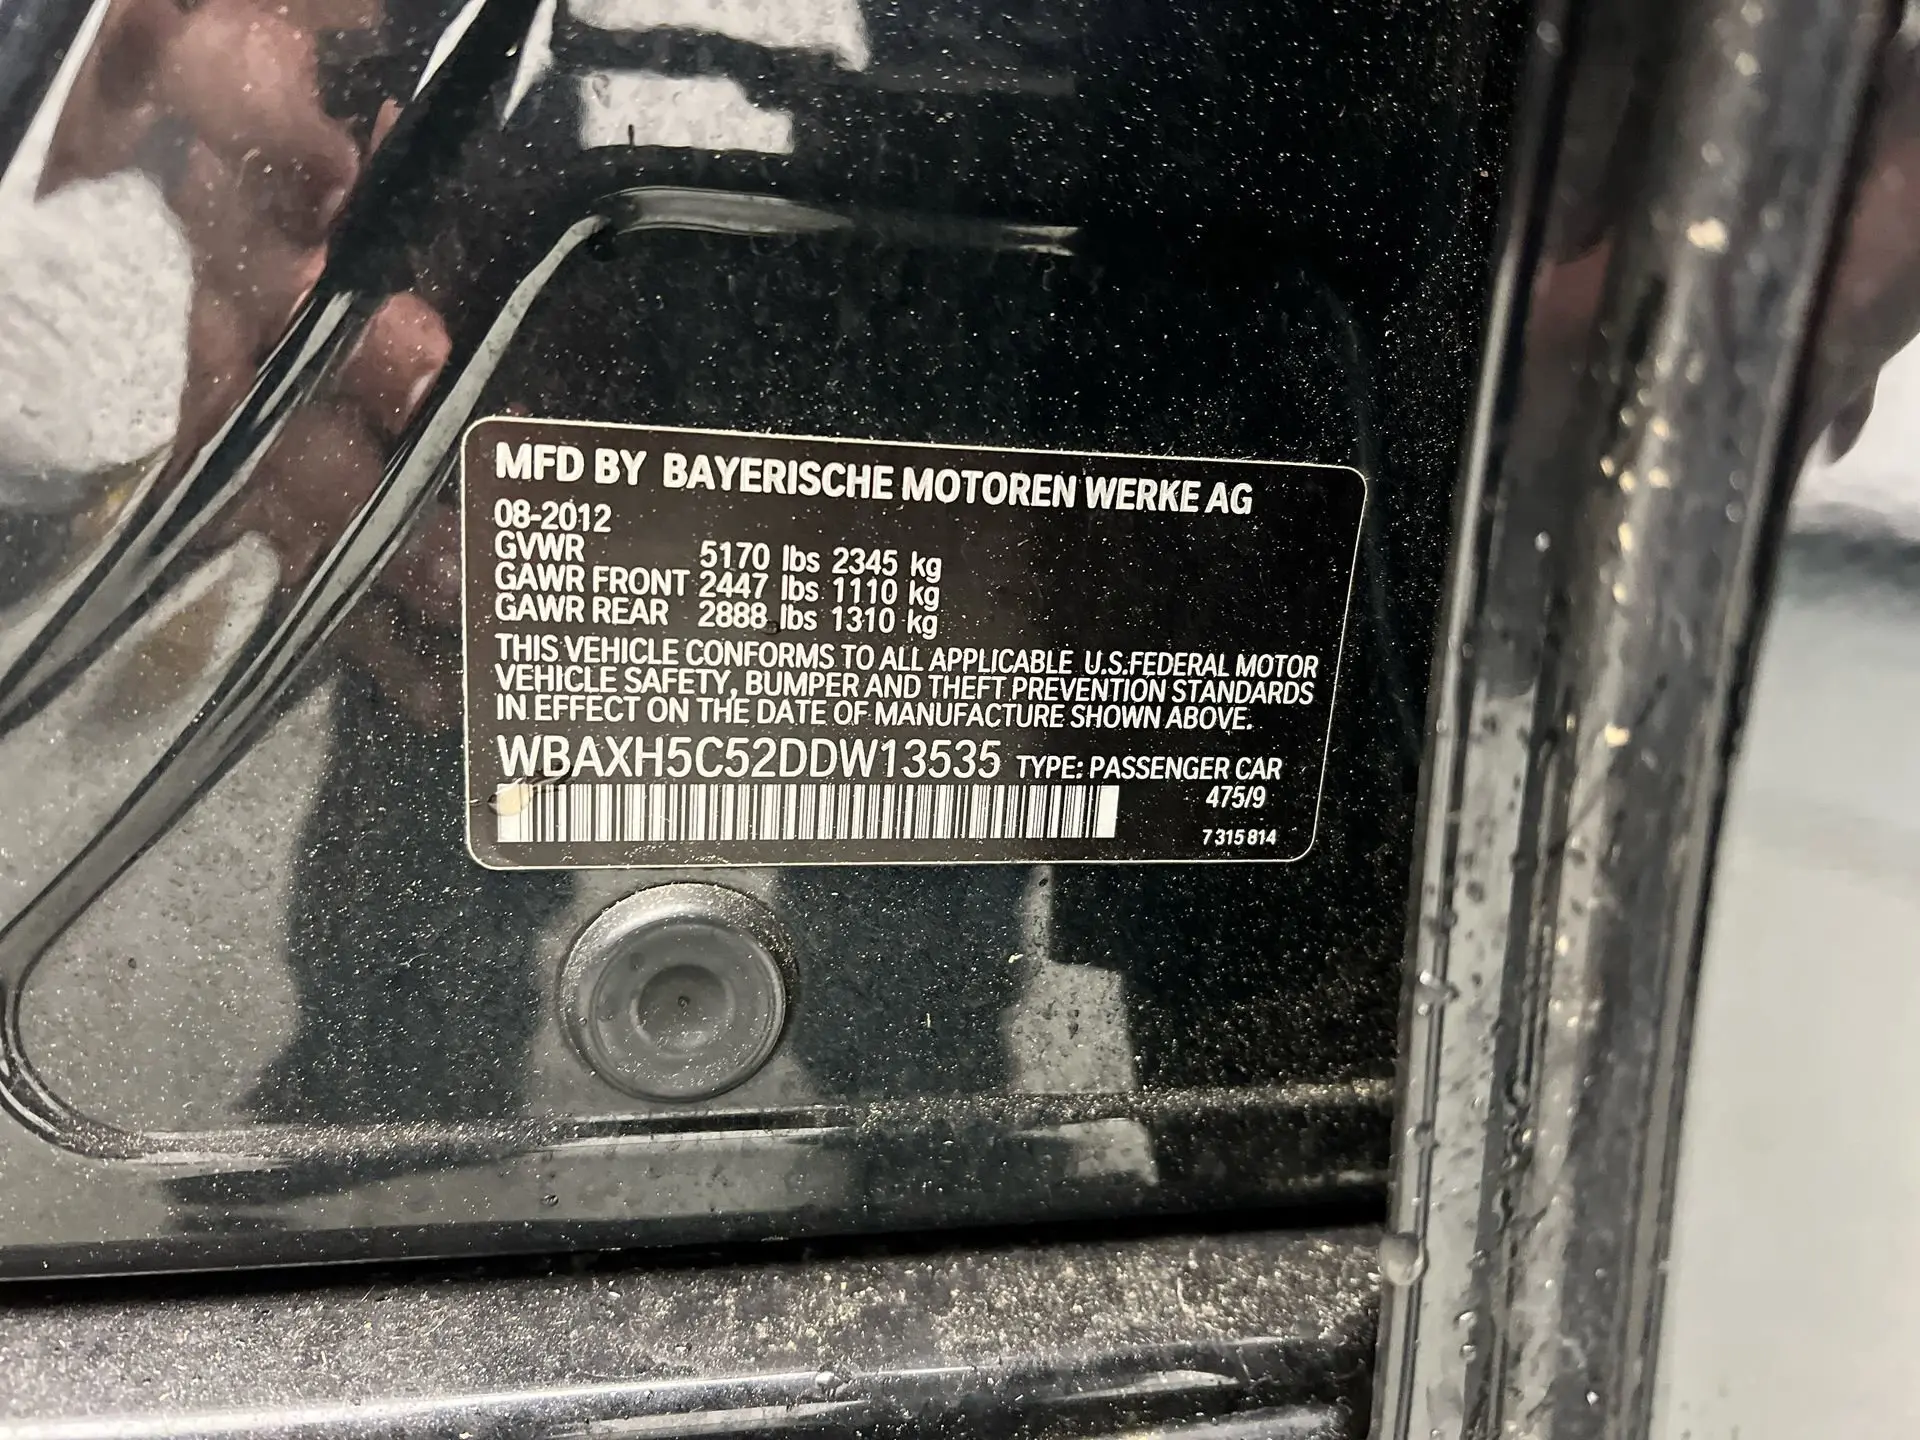 MFD BY BAYERISCHE MOTOREN WERKE AG
08-2012
GVWR 5170 lbs 2345 kg
GAWR FRONT 2447 lbs 1110 kg
GAWR REAR 2888 lbs 1310 kg
THIS VEHICLE CONFORMS TO ALL APPLICABLE U.S.FEDERAL MOTOR
VEHICLE SAFETY, BUMPER AND THEFT PREVENTION STANDARDS
IN EFFECT ON THE DATE OF MANUFACTURE SHOWN ABOVE.
WBAXH5C52DDW13535 TYPE: PASSENGER CAR
475/9
7 315 814